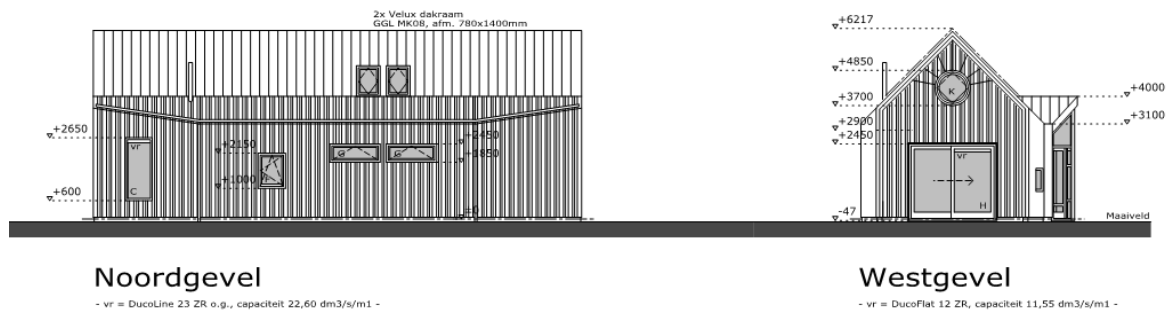 2x Velux dakraam
GGL MK08, afm. 780x1400mm
+2650
vr
+2150
+2450
G
G
+1850
+1000
+600
C
±0
Noordgevel
- vr = DucoLine 23 ZR o.g., capaciteit 22,60 dm3/s/m1 -
+6217
+4850
K
+4000
+3700
+3100
+2900
+2450
vr
H
-47
Maaiveld
Westgevel
- vr = DucoFlat 12 ZR, capaciteit 11,55 dm3/s/m1 -